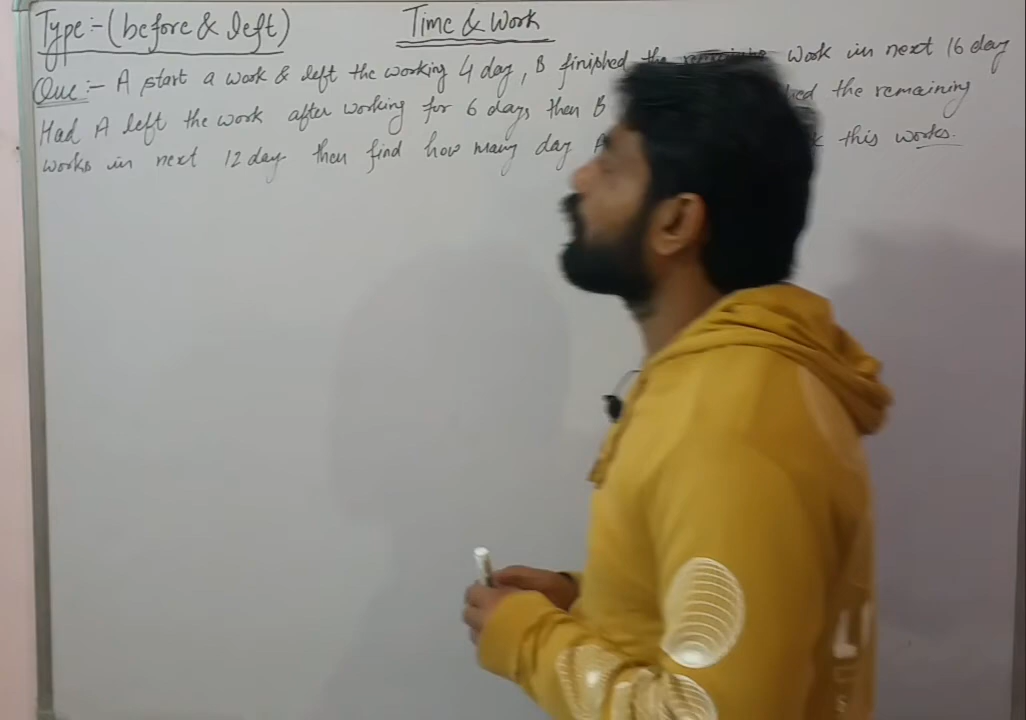 Type:-(before & left)
Time & Work
Que:- A start a work & left the working 4 day, B finished the work in next 16 day
Had A left the work after working for 6 days then B the remaining
works in next 12 day then find how many day this works.